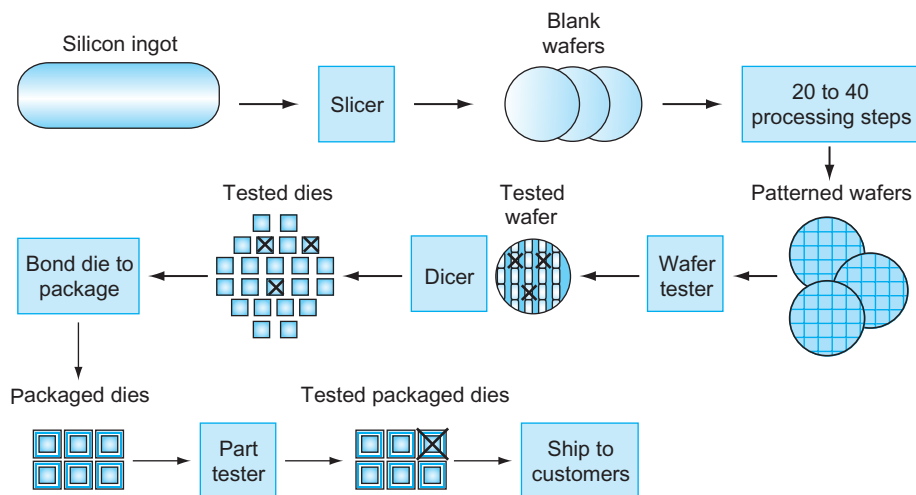 Silicon ingot
Slicer
Blank
wafers
20 to 40
processing steps
Patterned wafers
Wafer
tester
Tested
wafer
Dicer
Tested dies
Bond die to
package
Packaged dies
Part
tester
Tested packaged dies
Ship to
customers